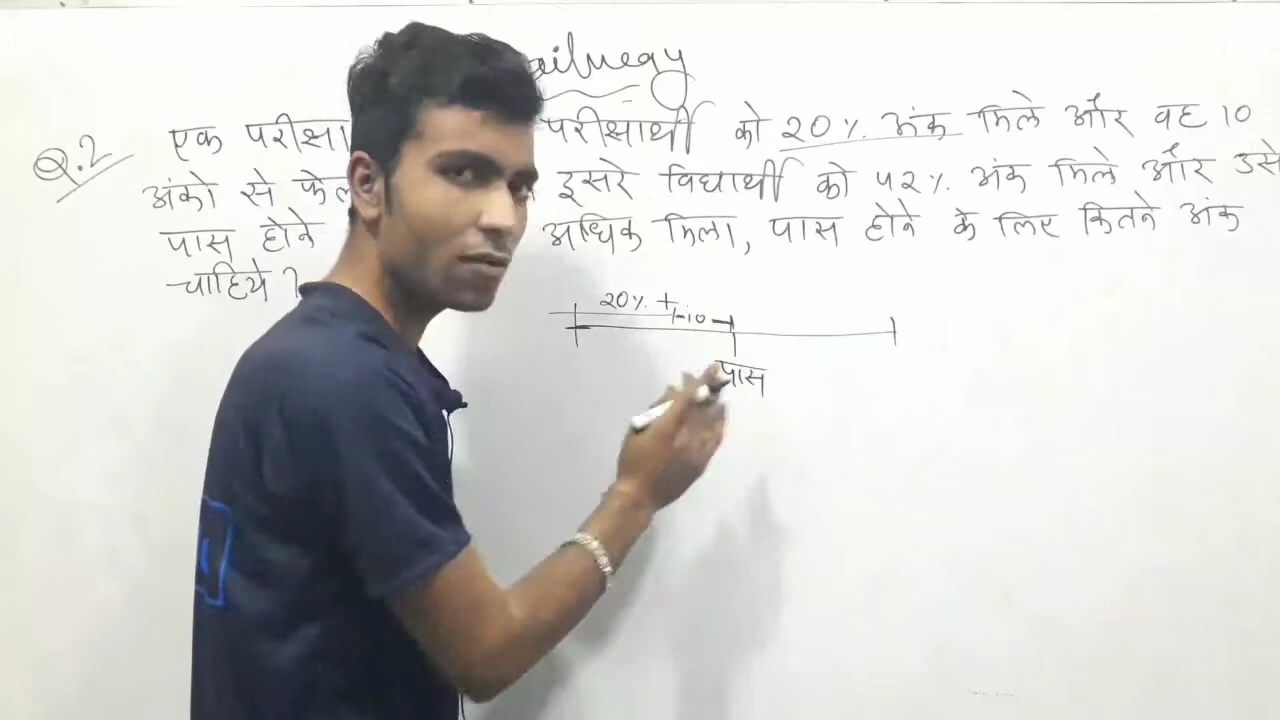 ailway
Q.2 एक परीक्षा परीक्षार्थी को 20% अंक मिले और वह 10
अंको से फेल दूसरे विद्यार्थी को 42% अंक मिले और उसे
पास होने अधिक मिला, पास होने के लिए कितने अंक
चाहिये ?
20% + 10
पास